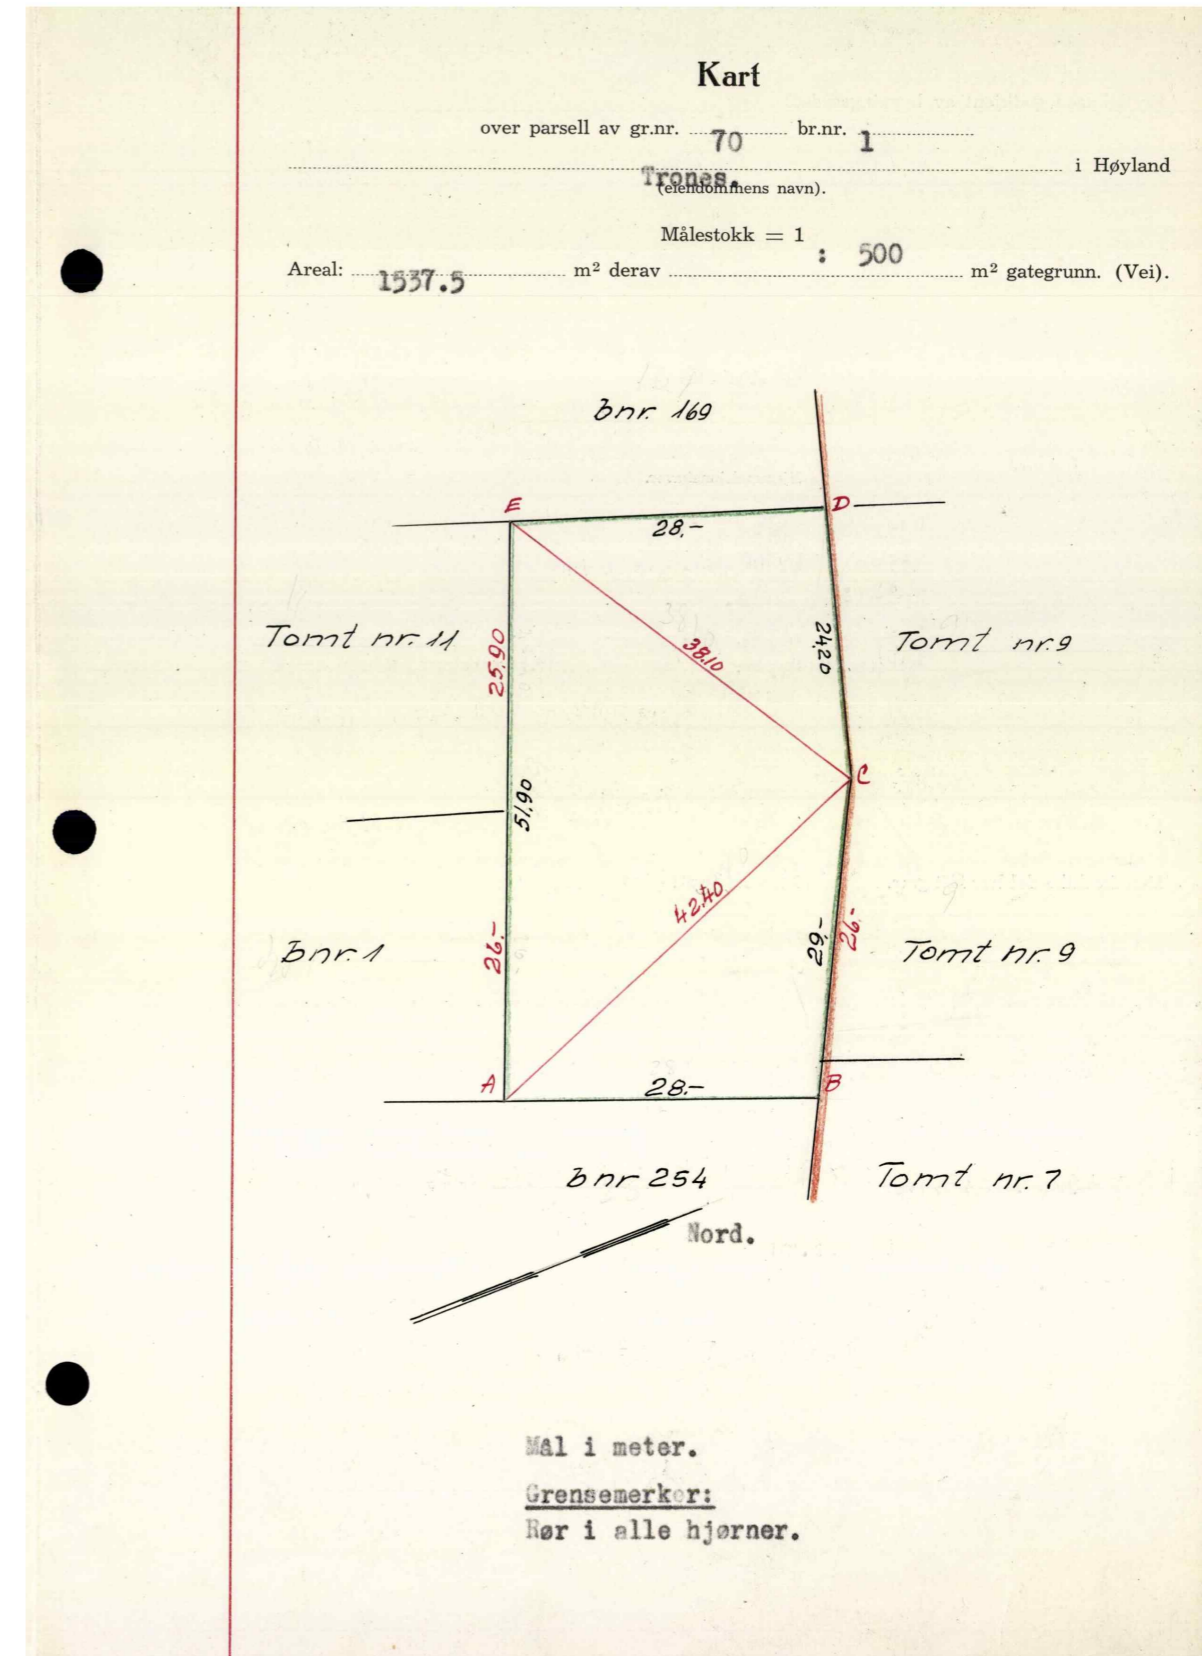 Kart
over parsell av gr.nr. 70 br.nr. 1
Trones. i Høyland
(eiendommens navn).
Målestokk = 1 : 500
Areal: 1537.5 m² derav m² gategrunn. (Vei).
bnr. 169
E
D
28,-
Tomt nr. 11
25,90
38,10
24,20
Tomt nr. 9
C
51,90
42,40
bnr. 1
26.-
29,-
26.-
Tomt nr. 9
A
28.-
B
bnr 254
Tomt nr. 7
Nord.
Mål i meter.
Grensemerker:
Rør i alle hjørner.